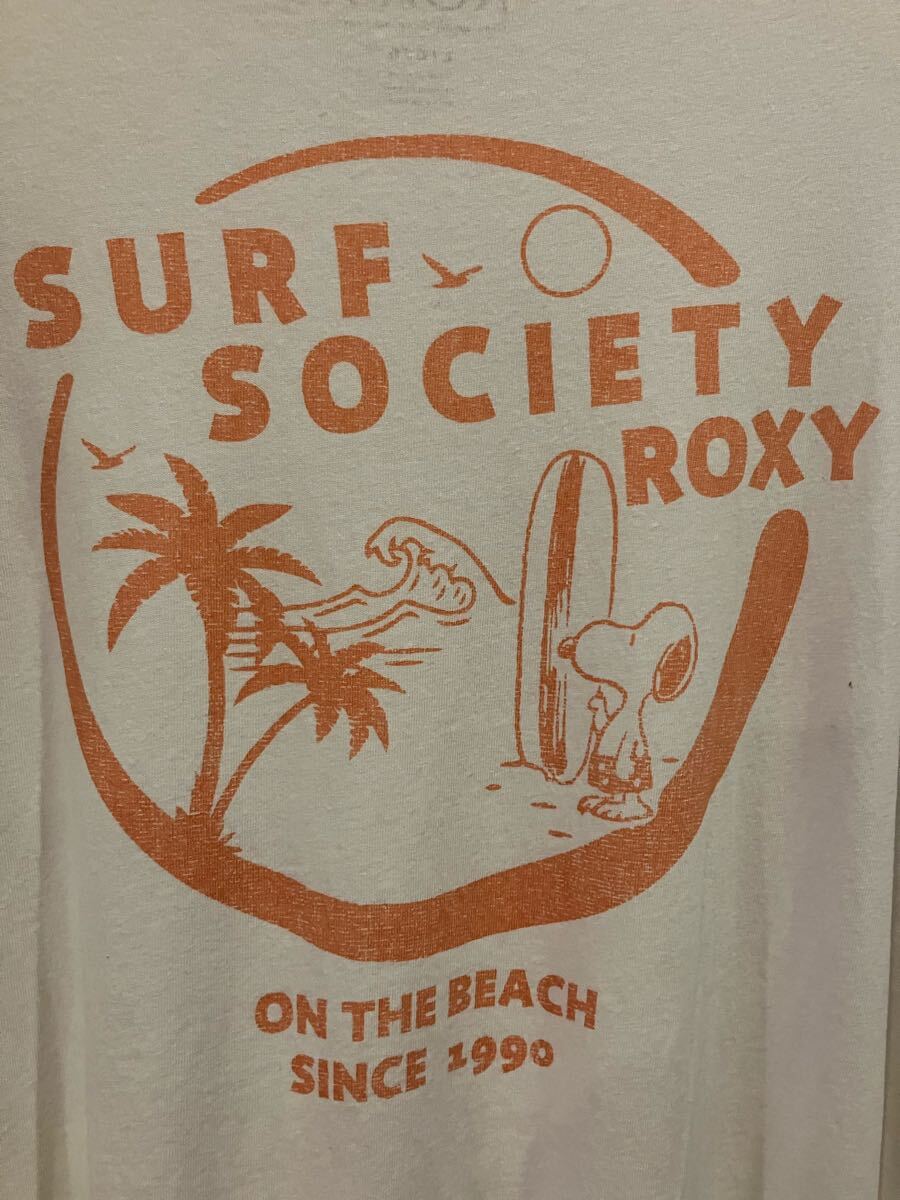 SURF
SOCIETY
ROXY
ON THE BEACH
SINCE 1990